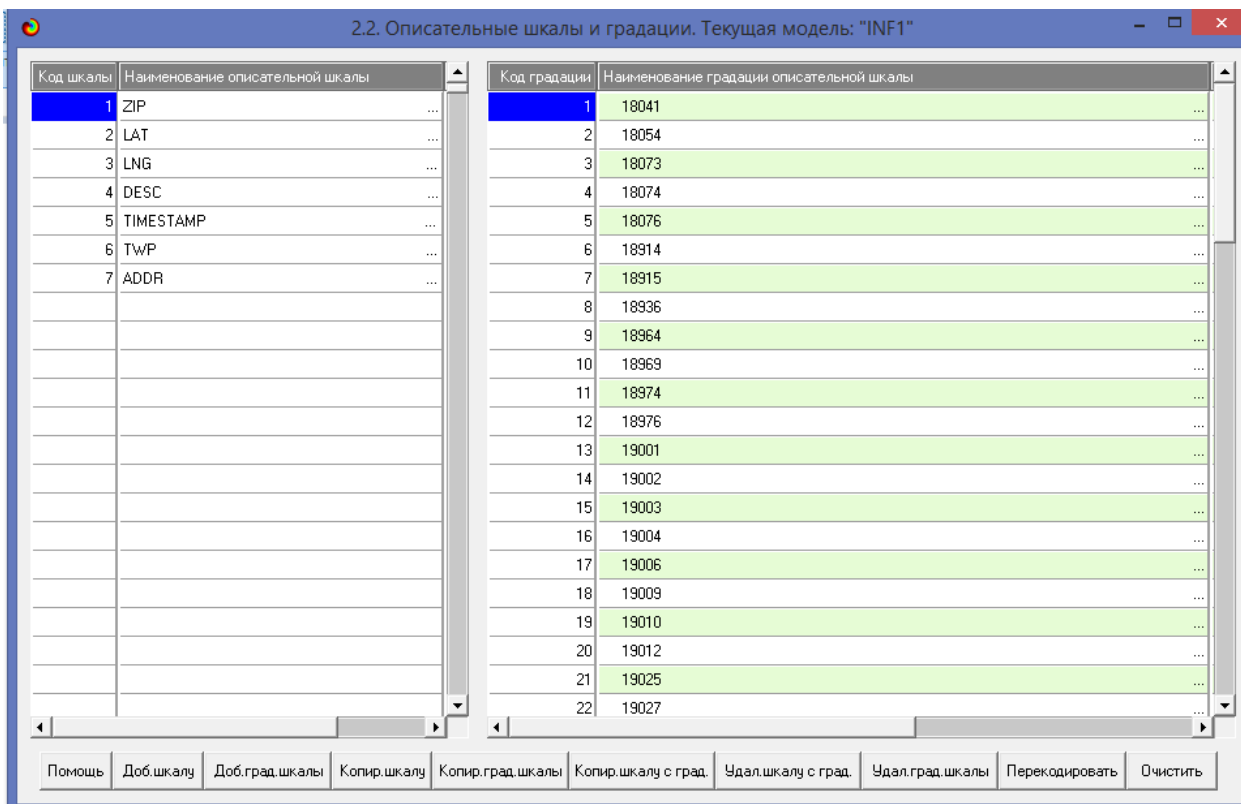 2.2. Описательные шкалы и градации. Текущая модель: "INF1"
Код шкалы Наименование описательной шкалы
1 ZIP ...
2 LAT ...
3 LNG ...
4 DESC ...
5 TIMESTAMP ...
6 TWP ...
7 ADDR ...
Код градации Наименование градации описательной шкалы
1 18041 ...
2 18054 ...
3 18073 ...
4 18074 ...
5 18076 ...
6 18914 ...
7 18915 ...
8 18936 ...
9 18964 ...
10 18969 ...
11 18974 ...
12 18976 ...
13 19001 ...
14 19002 ...
15 19003 ...
16 19004 ...
17 19006 ...
18 19009 ...
19 19010 ...
20 19012 ...
21 19025 ...
22 19027 ...
Помощь Доб.шкалу Доб.град.шкалы Копир.шкалу Копир.град.шкалы Копир.шкалу с град. Удал.шкалу с град. Удал.град.шкалы Перекодировать Очистить